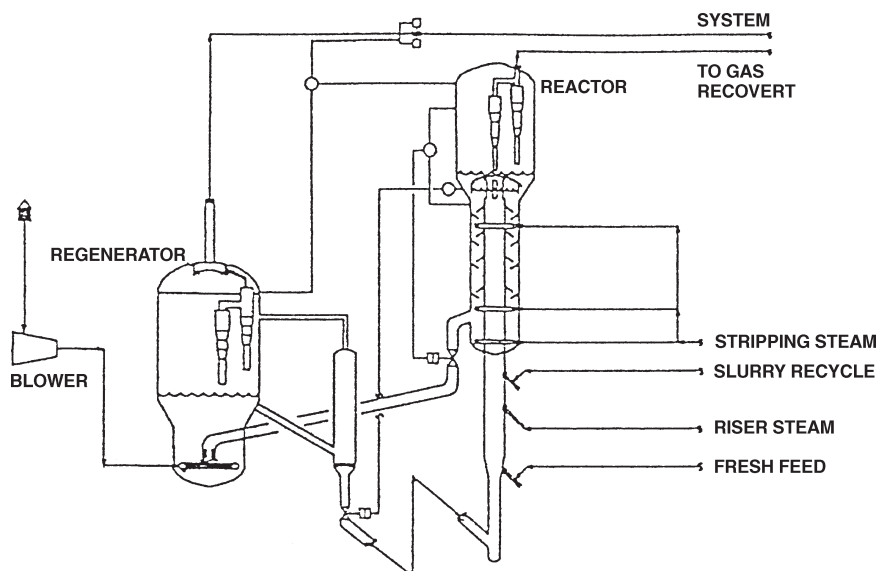 SYSTEM
TO GAS
RECOVERT
REACTOR
REGENERATOR
BLOWER
STRIPPING STEAM
SLURRY RECYCLE
RISER STEAM
FRESH FEED